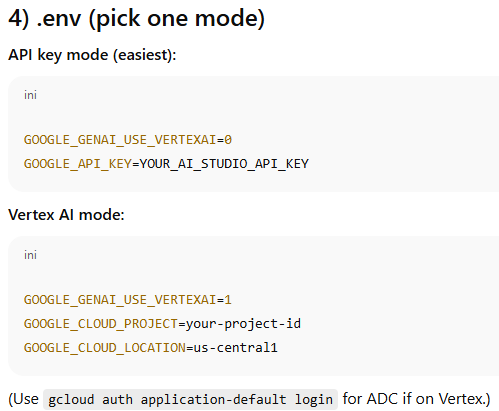 4) .env (pick one mode)
API key mode (easiest):
ini
GOOGLE_GENAI_USE_VERTEXAI=0
GOOGLE_API_KEY=YOUR_AI_STUDIO_API_KEY
Vertex AI mode:
ini
GOOGLE_GENAI_USE_VERTEXAI=1
GOOGLE_CLOUD_PROJECT=your-project-id
GOOGLE_CLOUD_LOCATION=us-central1
(Use gcloud auth application-default login for ADC if on Vertex.)